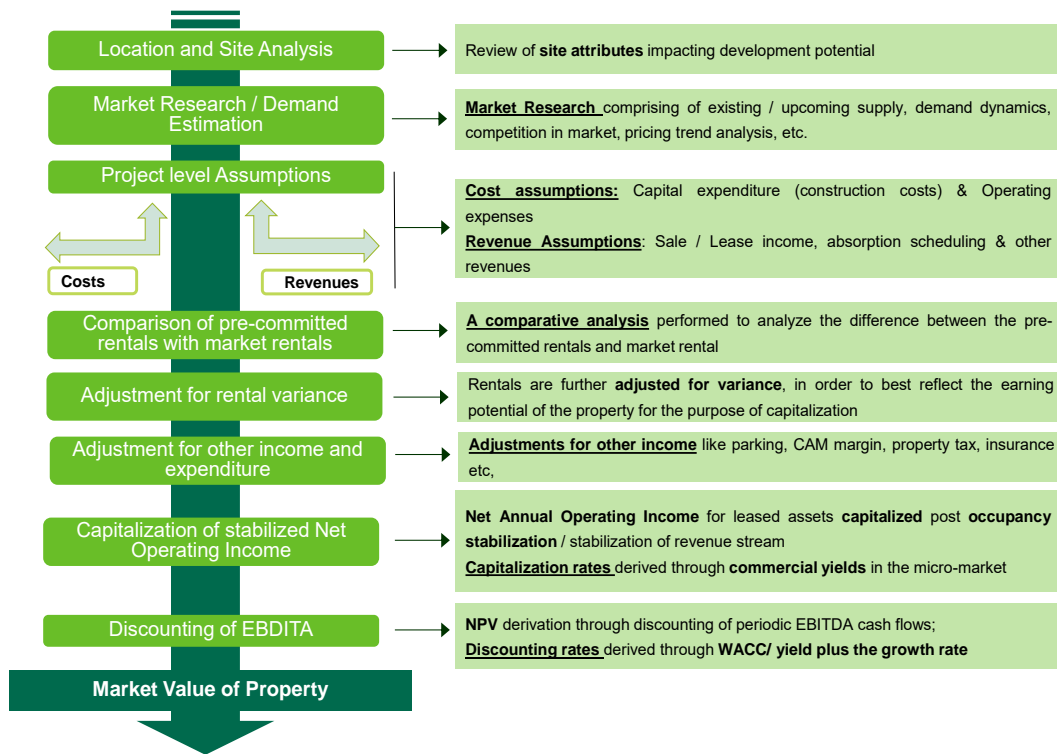 Location and Site Analysis
Review of site attributes impacting development potential
Market Research / Demand
Estimation
Market Research comprising of existing / upcoming supply, demand dynamics,
competition in market, pricing trend analysis, etc.
Project level Assumptions
Cost assumptions: Capital expenditure (construction costs) & Operating
expenses
Revenue Assumptions: Sale / Lease income, absorption scheduling & other
revenues
Costs
Revenues
Comparison of pre-committed
rentals with market rentals
A comparative analysis performed to analyze the difference between the pre-
committed rentals and market rental
Adjustment for rental variance
Rentals are further adjusted for variance, in order to best reflect the earning
potential of the property for the purpose of capitalization
Adjustment for other income and
expenditure
Adjustments for other income like parking, CAM margin, property tax, insurance
etc,
Capitalization of stabilized Net
Operating Income
Net Annual Operating Income for leased assets capitalized post occupancy
stabilization / stabilization of revenue stream
Capitalization rates derived through commercial yields in the micro-market
Discounting of EBDITA
NPV derivation through discounting of periodic EBITDA cash flows;
Discounting rates derived through WACC/ yield plus the growth rate
Market Value of Property